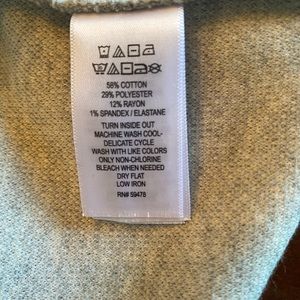 58% COTTON
29% POLYESTER
12% RAYON
1% SPANDEX / ELASTANE
TURN INSIDE OUT
MACHINE WASH COOL-
DELICATE CYCLE
WASH WITH LIKE COLORS
ONLY NON-CHLORINE
BLEACH WHEN NEEDED
DRY FLAT
LOW IRON
RN# 59478